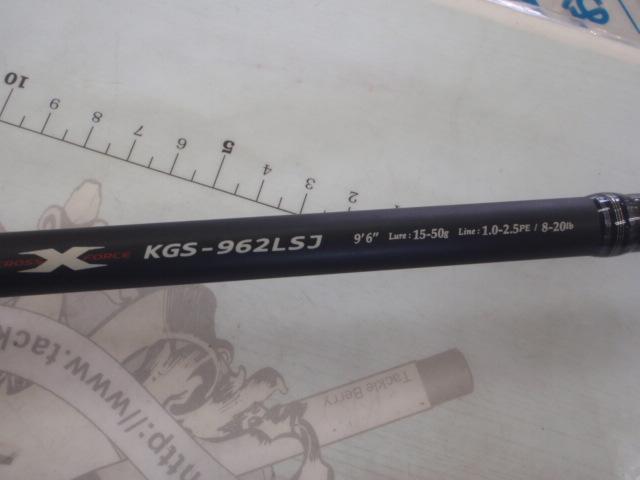 10 9 8 7 6 5 4 3 2
CROSS X FORCE KGS-962LSJ 9'6" Lure: 15-50g Line: 1.0-2.5PE / 8-20lb
Tackle Berry
http://www.tack